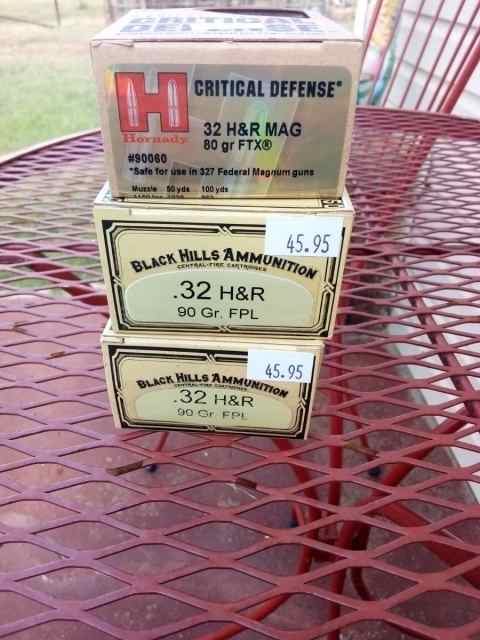 CRITICAL
DEFENSE
H
Hornady
CRITICAL DEFENSE*
32 H&R MAG
80 gr FTX®
#90060
*Safe for use in 327 Federal Magnum guns
Muzzle 50 yds 100 yds
45.95
BLACK HILLS AMMUNITION
CENTRAL-FIRE CARTRIDGES
.32 H&R
90 GR. FPL
45.95
BLACK HILLS AMMUNITION
CENTRAL-FIRE CARTRIDGES
.32 H&R
90 GR. FPL